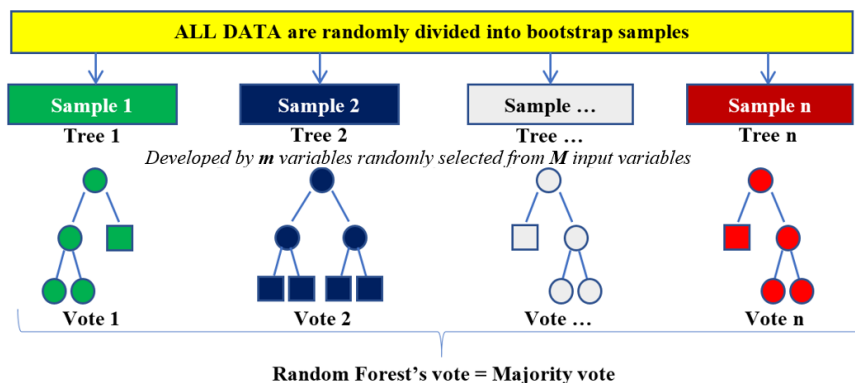 ALL DATA are randomly divided into bootstrap samples
Sample 1 Sample 2 Sample … Sample n
Tree 1 Tree 2 Tree … Tree n
Developed by m variables randomly selected from M input variables
Vote 1 Vote 2 Vote … Vote n
Random Forest’s vote = Majority vote